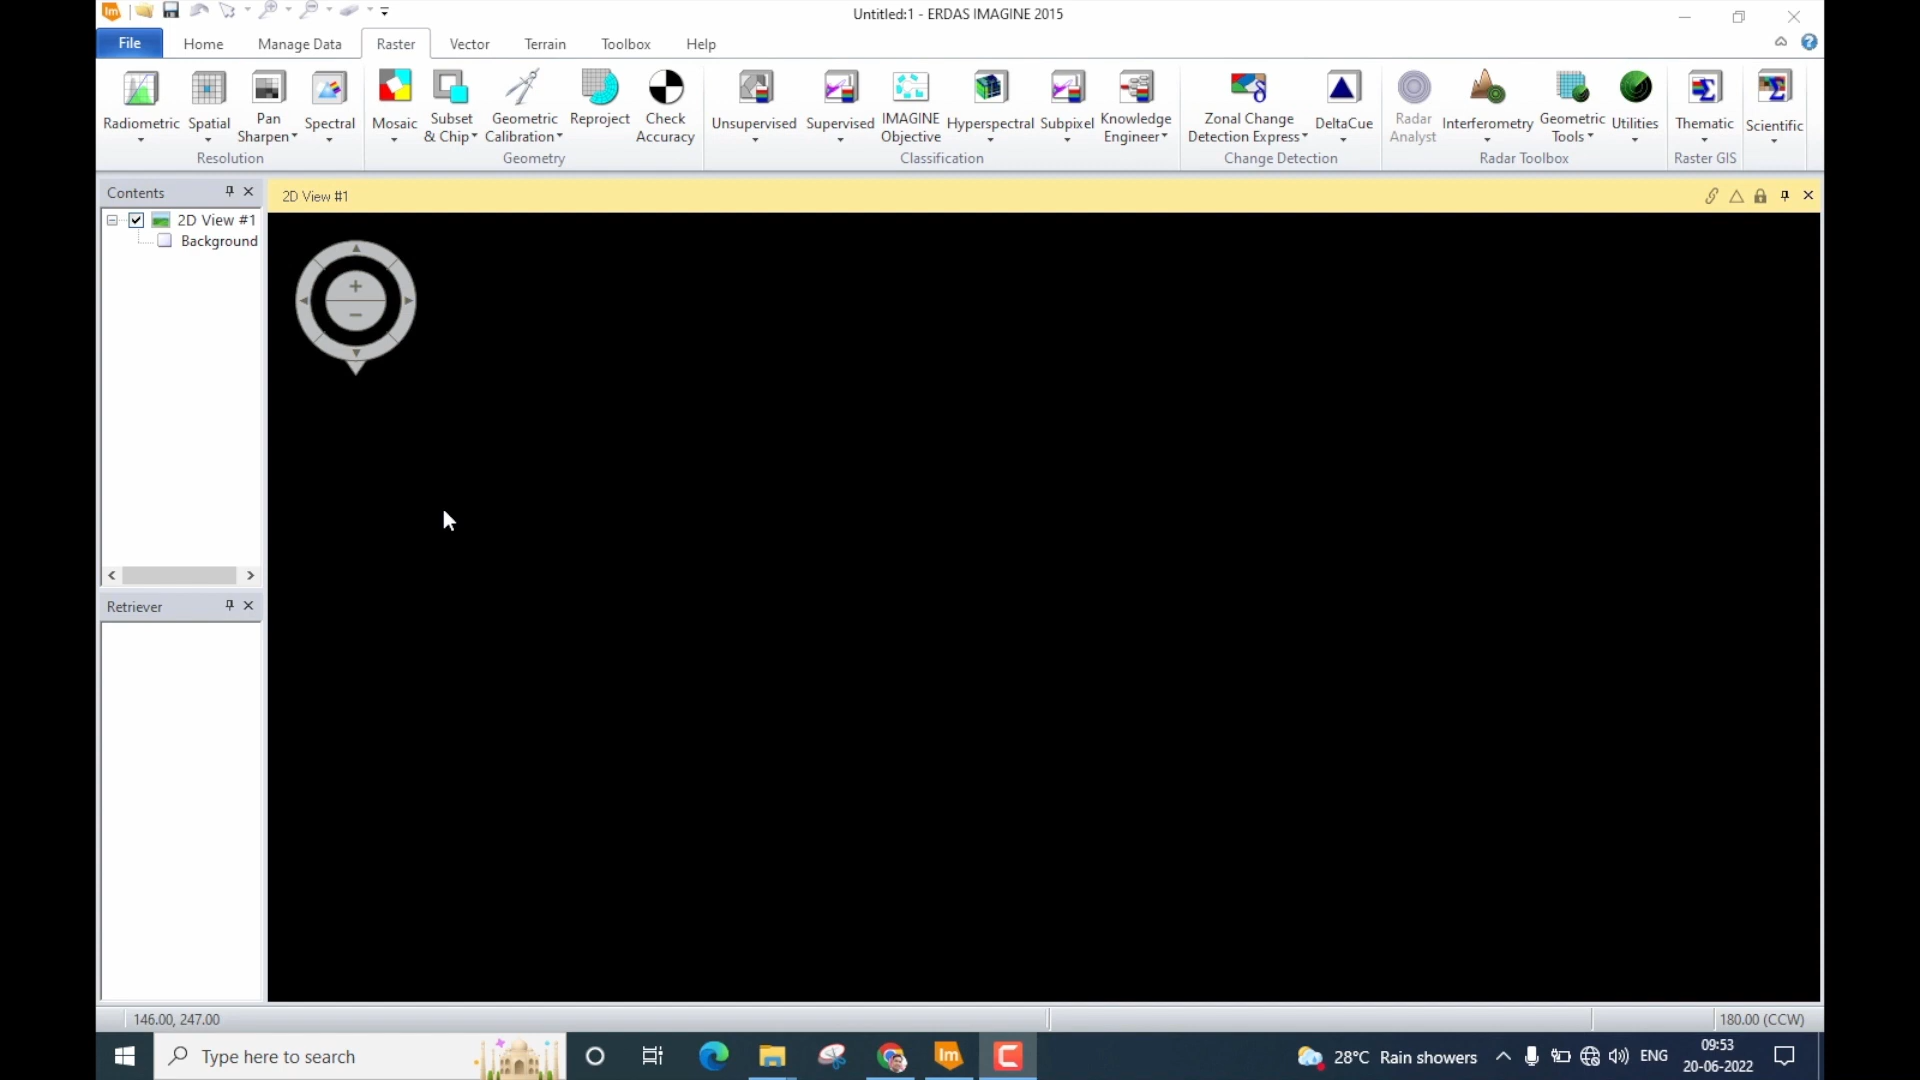 Untitled:1 - ERDAS IMAGINE 2015
File Home Manage Data Raster Vector Terrain Toolbox Help
Radiometric Spatial Pan Sharpen Spectral Mosaic Subset & Chip Geometric Calibration Reproject Check Accuracy Unsupervised Supervised IMAGINE Objective Hyperspectral Subpixel Knowledge Engineer Zonal Change Detection Express DeltaCue Radar Analyst Interferometry Geometric Tools Utilities Thematic Scientific
Resolution Geometry Classification Change Detection Radar Toolbox Raster GIS
Contents
2D View #1
Background
2D View #1
Retriever
146.00, 247.00
180.00 (CCW)
Type here to search
Im
28°C Rain showers
ENG
09:53
20-06-2022